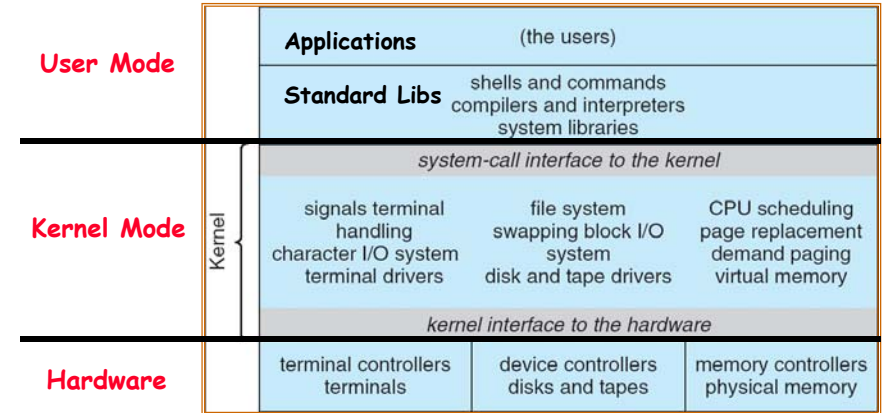 User Mode
Applications (the users)
Standard Libs shells and commands
compilers and interpreters
system libraries
Kernel Mode
Kernel
system-call interface to the kernel
signals terminal
handling
character I/O system
terminal drivers
file system
swapping block I/O
system
disk and tape drivers
CPU scheduling
page replacement
demand paging
virtual memory
kernel interface to the hardware
Hardware
terminal controllers
terminals
device controllers
disks and tapes
memory controllers
physical memory